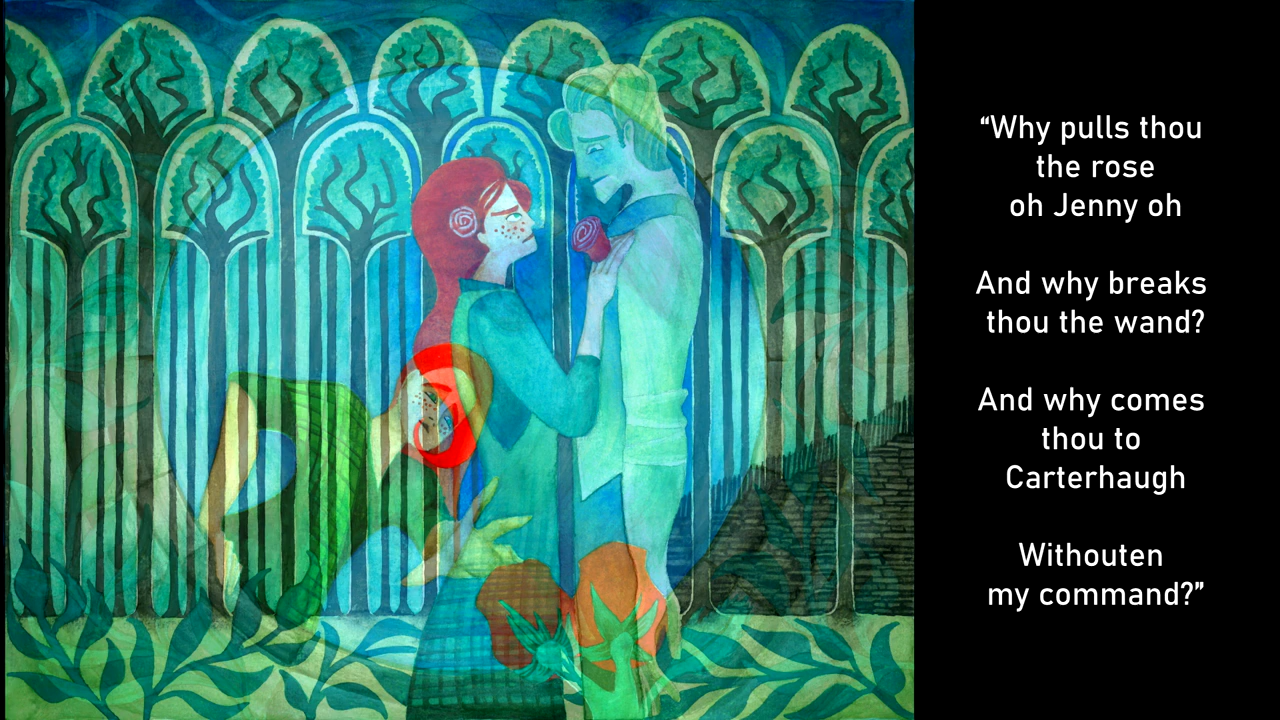 “Why pulls thou
the rose
oh Jenny oh
And why breaks
thou the wand?
And why comes
thou to
Carterhaugh
Withouten
my command?”